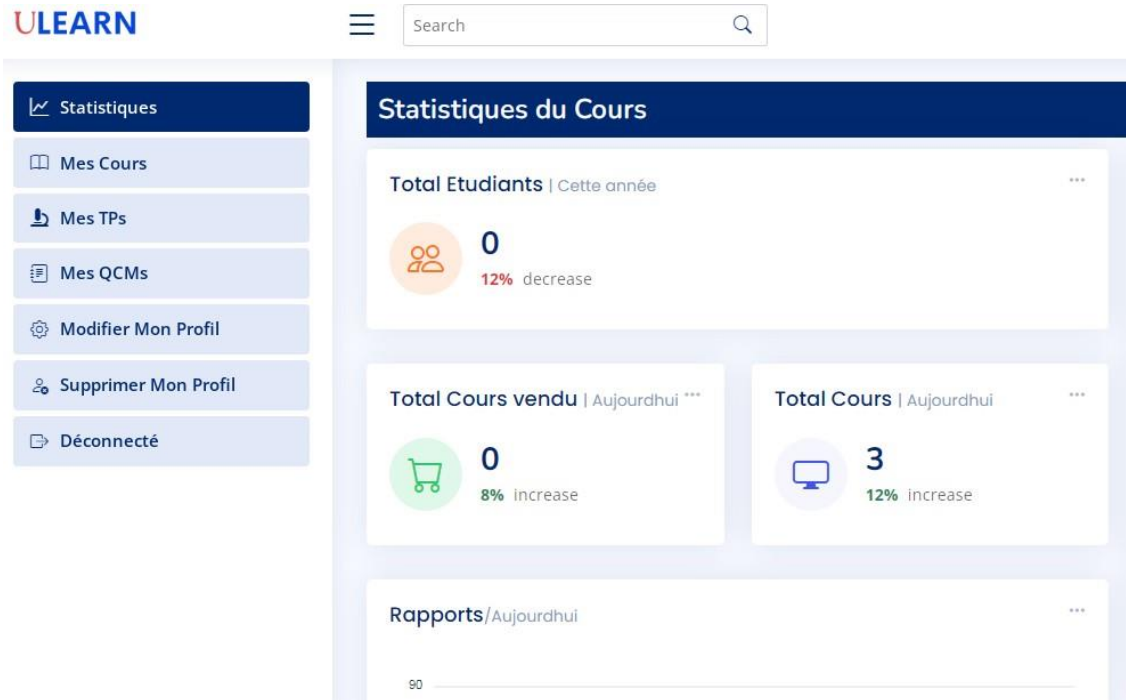 ULEARN
Search
Statistiques
Mes Cours
Mes TPs
Mes QCMs
Modifier Mon Profil
Supprimer Mon Profil
Déconnecté
Statistiques du Cours
Total Etudiants | Cette année
0
12% decrease
Total Cours vendu | Aujourdhui
0
8% increase
Total Cours | Aujourdhui
3
12% increase
Rapports/Aujourdhui
90